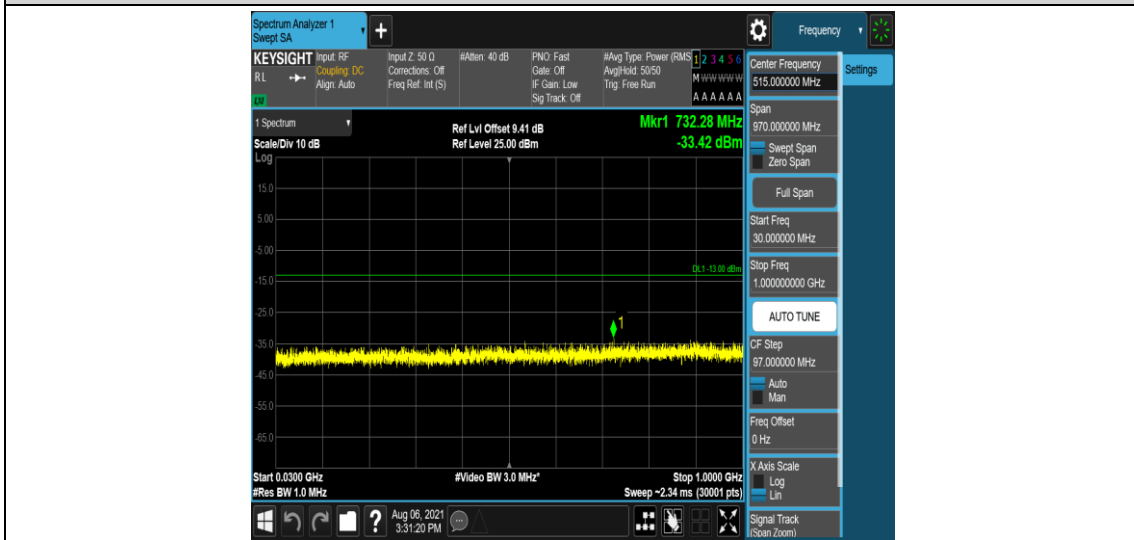 Spectrum Analyzer 1
Swept SA
+
Frequency
KEYSIGHT
RL
LXI
Input: RF
Coupling: DC
Align: Auto
Input Z: 50 Ω
Corrections: Off
Freq Ref: Int (S)
#Atten: 40 dB
PNO: Fast
Gate: Off
IF Gain: Low
Sig Track: Off
#Avg Type: Power (RMS
Avg|Hold: 50/50
Trig: Free Run
1 2 3 4 5 6
M W W W W W
A A A A A A
1 Spectrum
Scale/Div 10 dB
Log
Ref Lvl Offset 9.41 dB
Ref Level 25.00 dBm
Mkr1 732.28 MHz
-33.42 dBm
15.0
5.00
-5.00
DL1 -13.00 dBm
-15.0
-25.0
1
-35.0
-45.0
-55.0
-65.0
Start 0.0300 GHz
#Res BW 1.0 MHz
#Video BW 3.0 MHz*
Stop 1.0000 GHz
Sweep ~2.34 ms (30001 pts)
Center Frequency
515.000000 MHz
Settings
Span
970.000000 MHz
Swept Span
Zero Span
Full Span
Start Freq
30.000000 MHz
Stop Freq
1.000000000 GHz
AUTO TUNE
CF Step
97.000000 MHz
Auto
Man
Freq Offset
0 Hz
X Axis Scale
Log
Lin
Signal Track
(Span Zoom)
?
Aug 06, 2021
3:31:20 PM